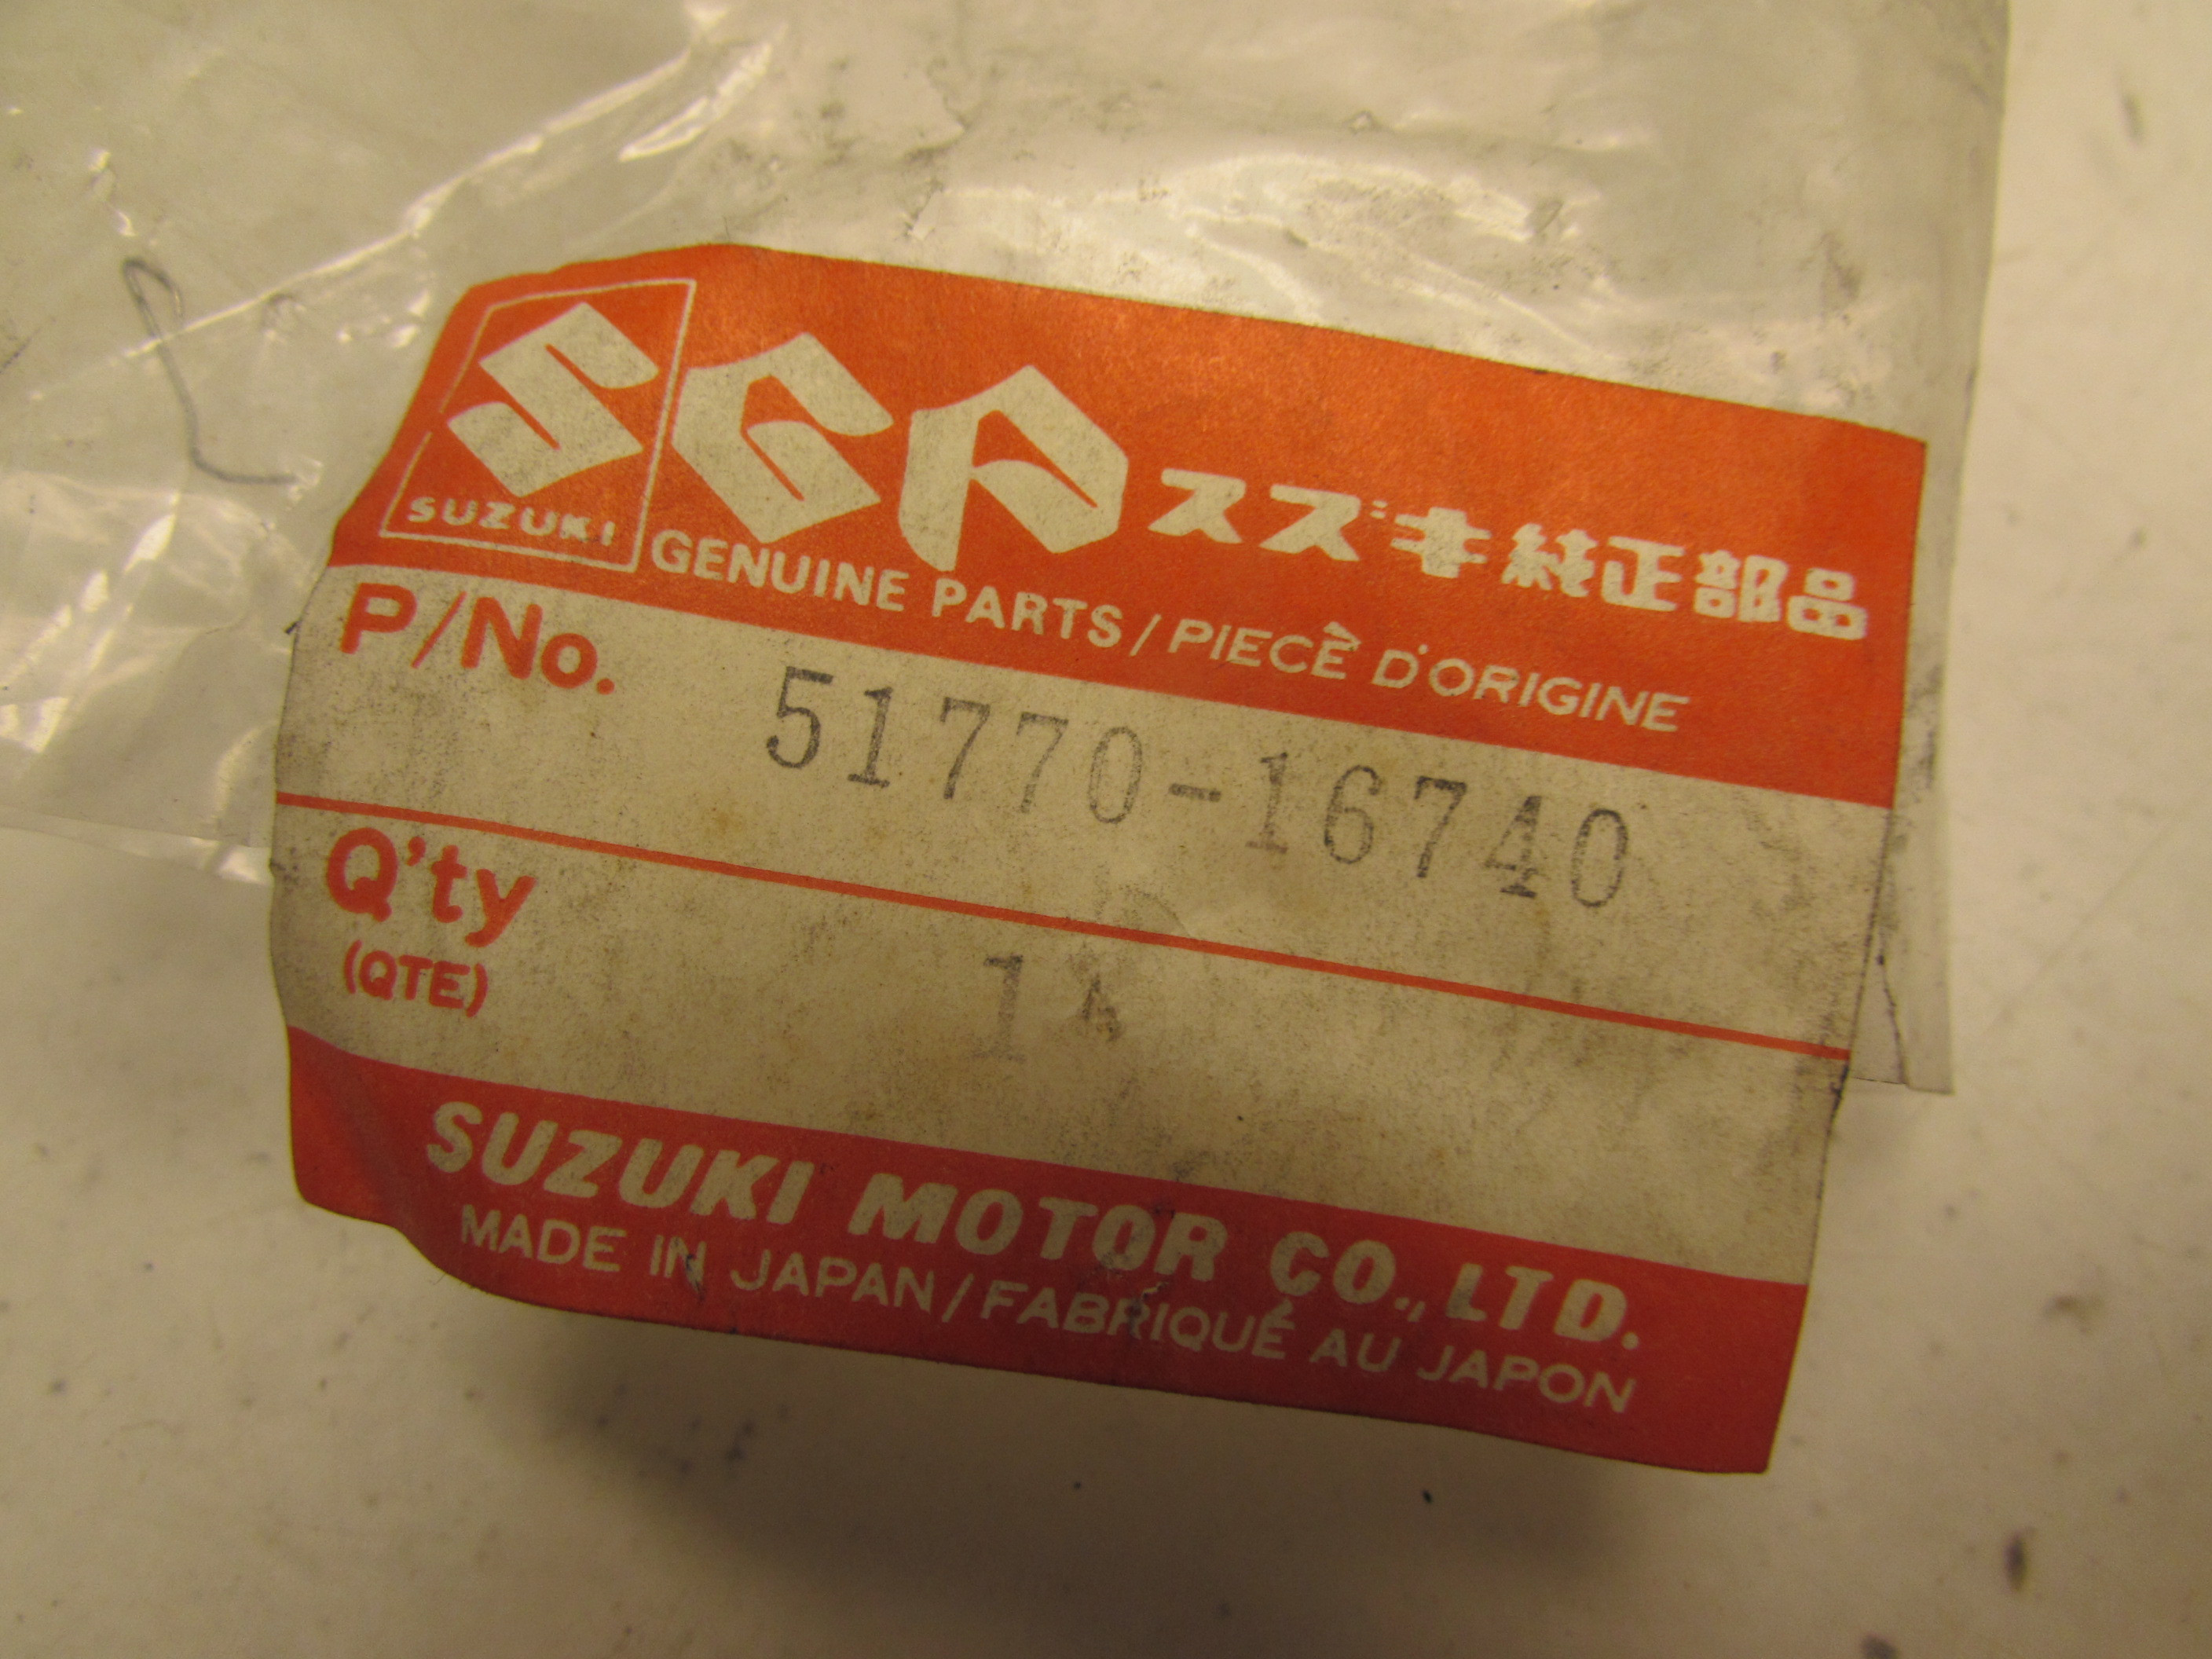 SUZUKI
SGP スズキ純正部品
GENUINE PARTS / PIECÈ D'ORIGINE
P/No. 51770-16740
Q'ty 1
(QTE)
SUZUKI MOTOR CO., LTD.
MADE IN JAPAN / FABRIQUÉ AU JAPON